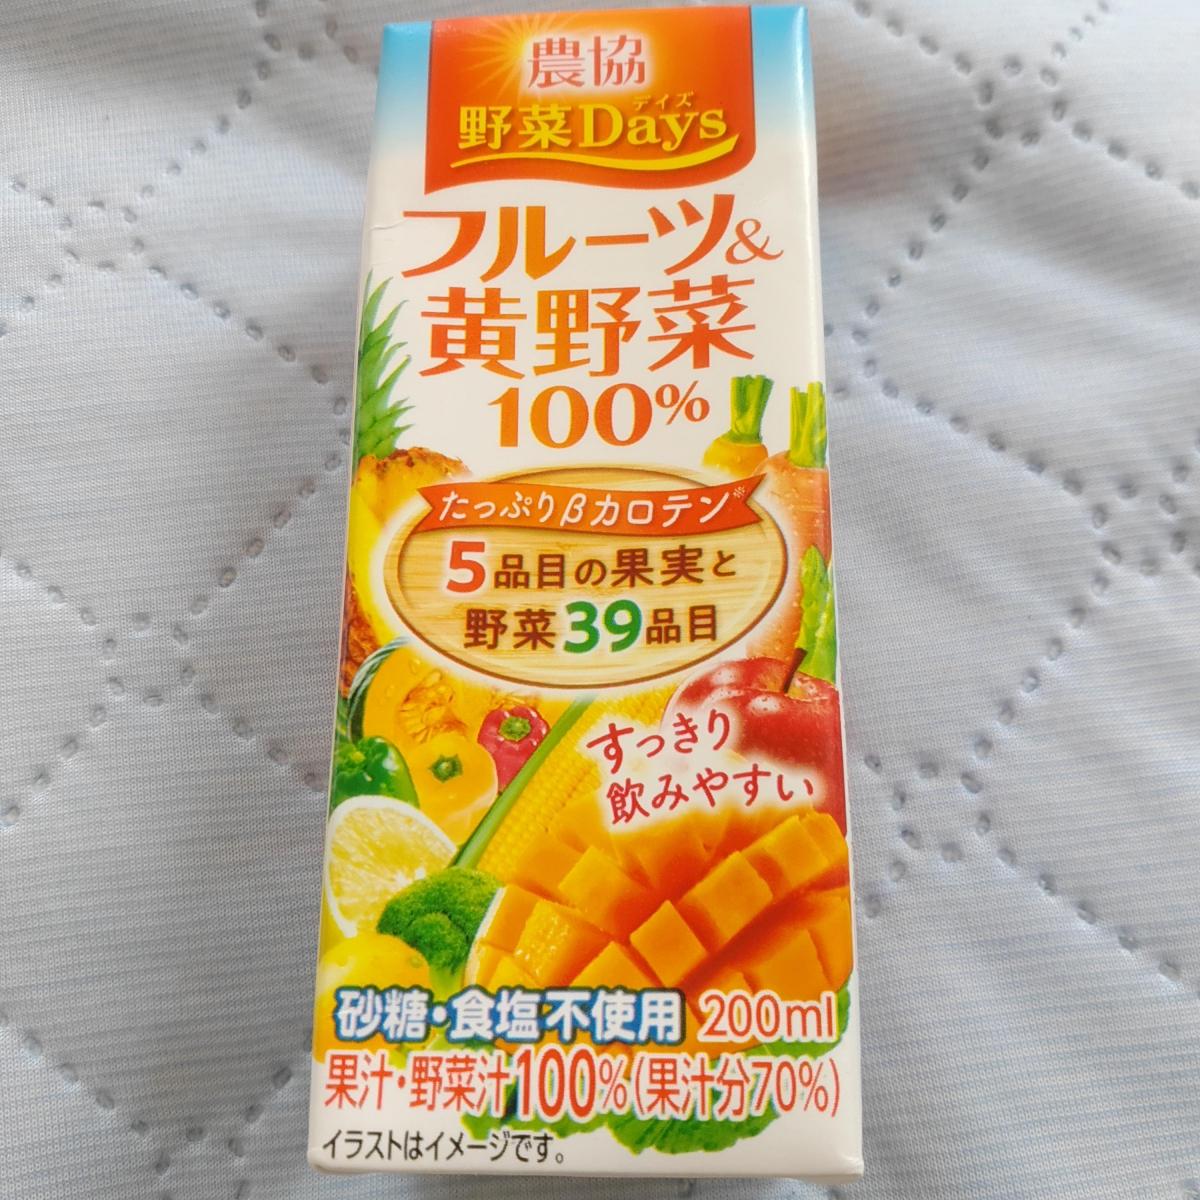 農協
デイズ
野菜Days
フルーツ&
黄野菜
100%
たっぷりβカロテン※
5品目の果実と
野菜39品目
すっきり
飲みやすい
砂糖・食塩不使用 200ml
果汁・野菜汁100%(果汁分70%)
イラストはイメージです。